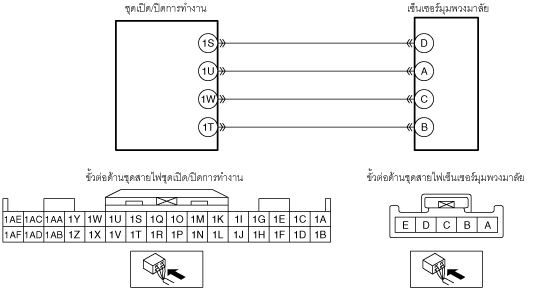 ชุดเปิด/ปิดการทำงาน เซ็นเซอร์มุมพวงมาลัย
1S D
1U A
1W C
1T B
ขั้วต่อด้านชุดสายไฟชุดเปิด/ปิดการทำงาน ขั้วต่อด้านชุดสายไฟเซ็นเซอร์มุมพวงมาลัย
1AE 1AC 1AA 1Y 1W 1U 1S 1Q 1O 1M 1K 1I 1G 1E 1C 1A
1AF 1AD 1AB 1Z 1X 1V 1T 1R 1P 1N 1L 1J 1H 1F 1D 1B
E D C B A